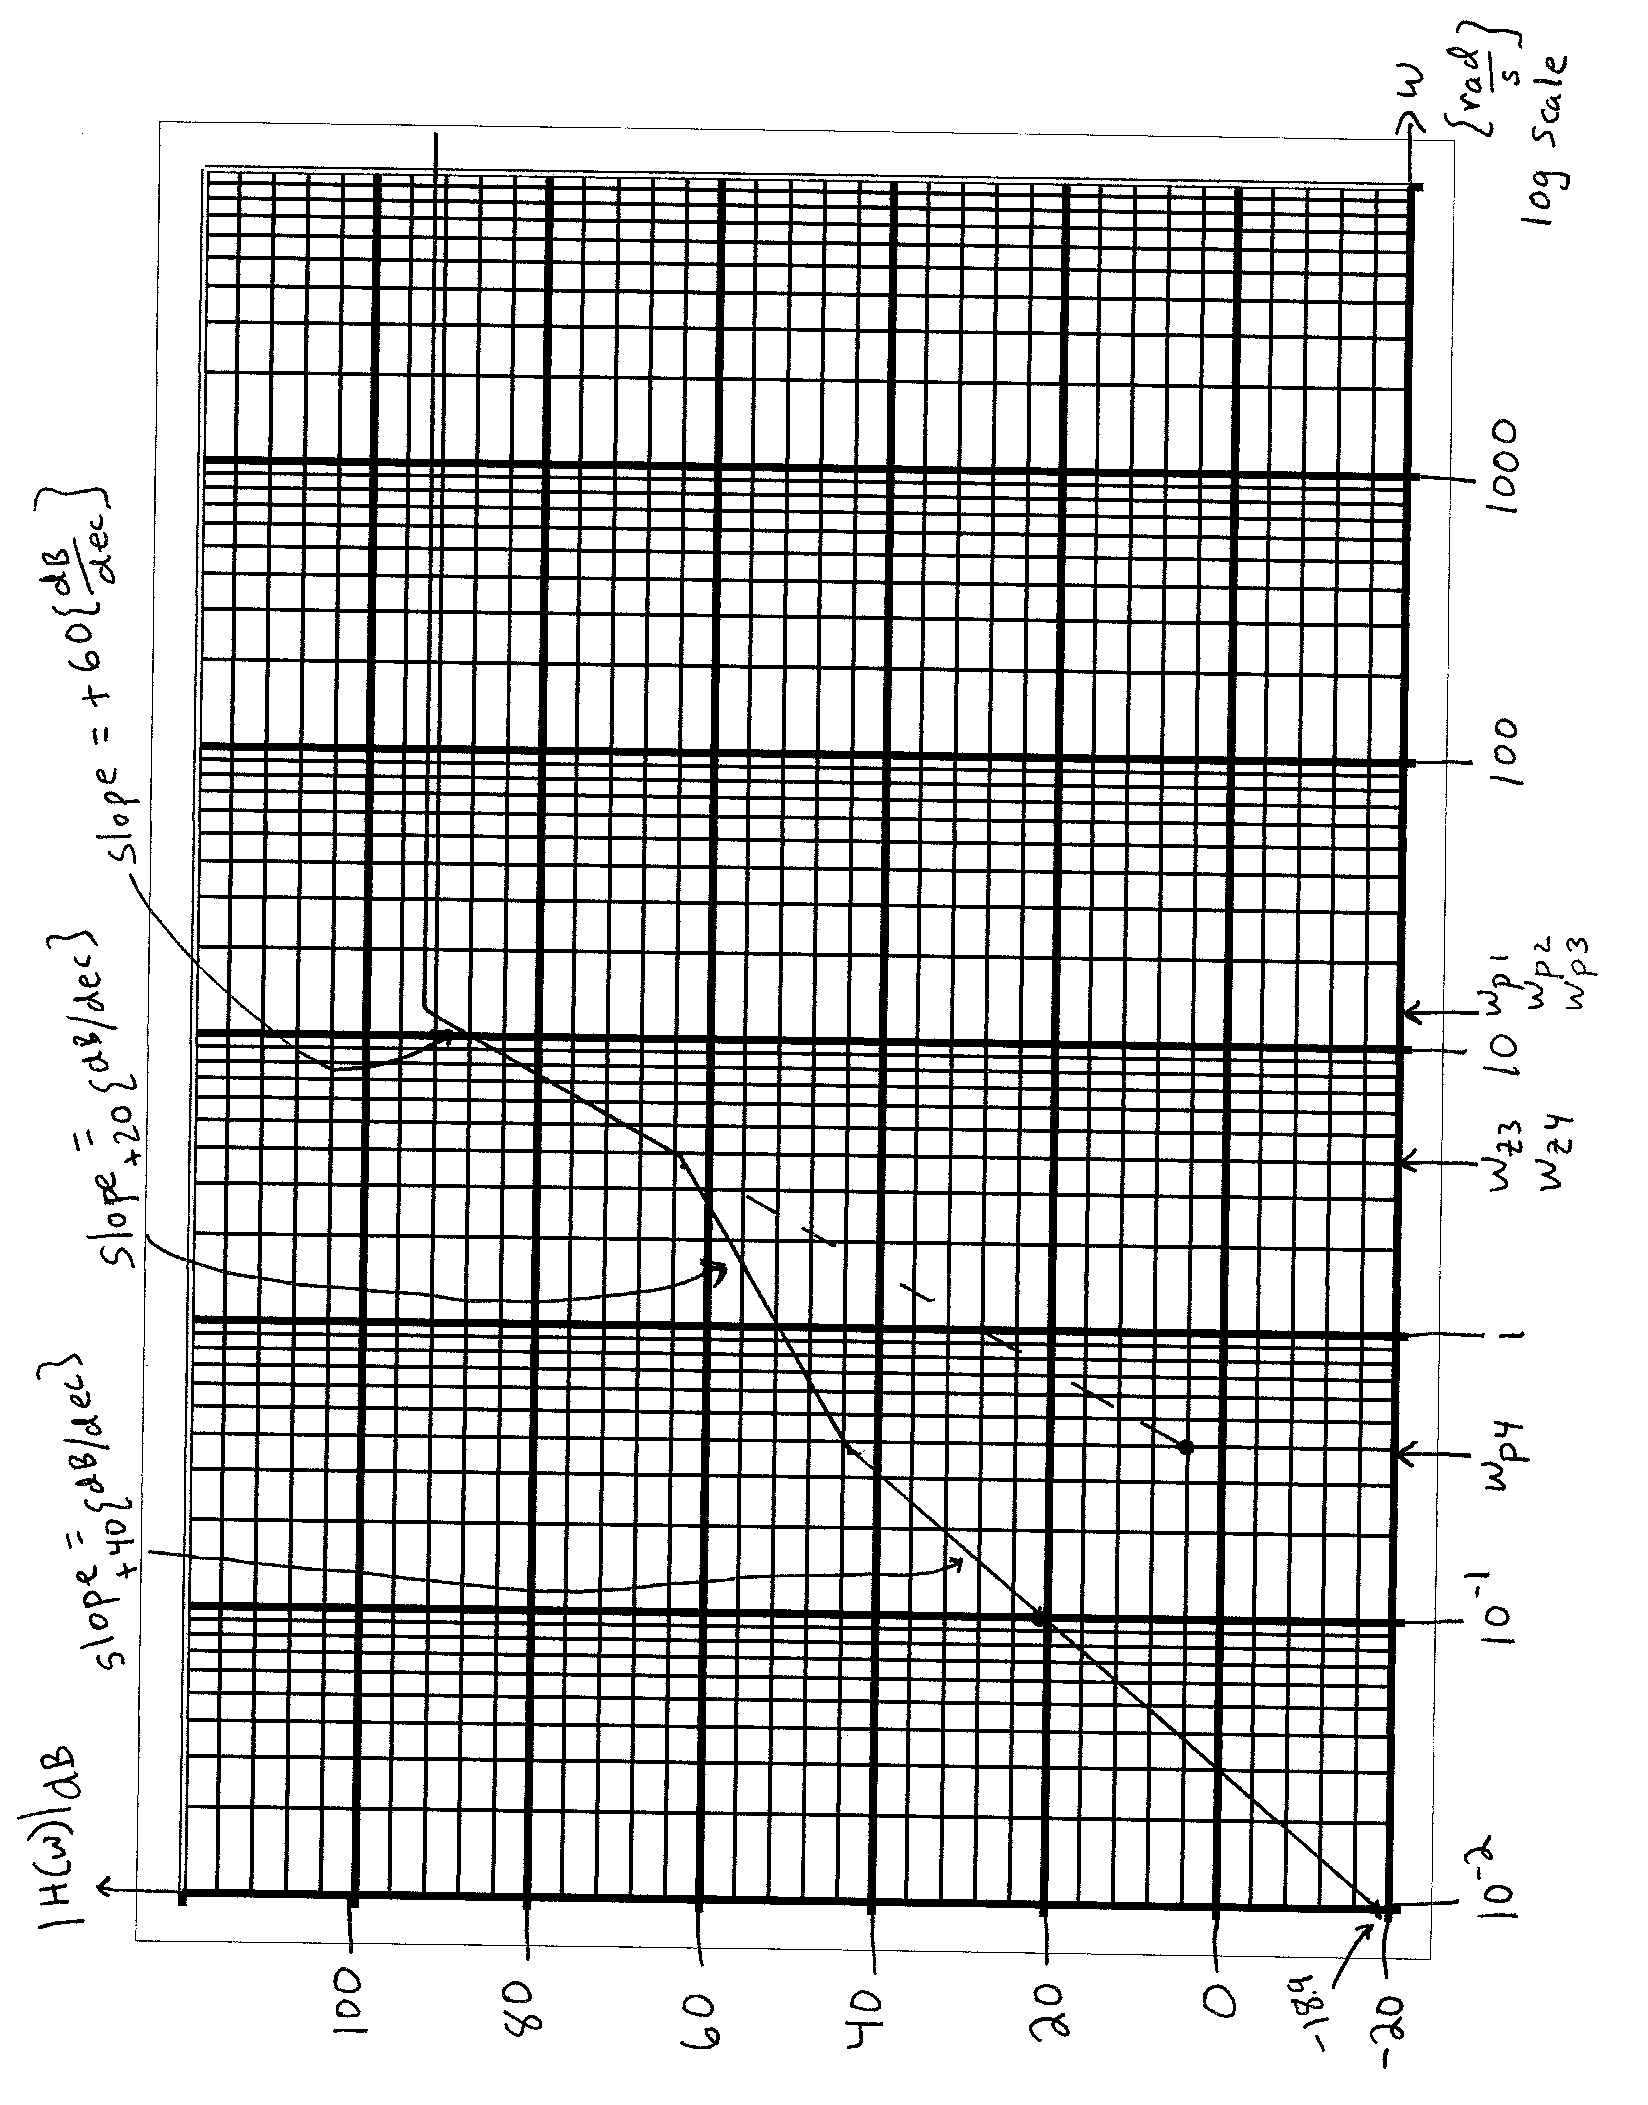 |H(ω)|dB
slope =
+40{dB/dec}
slope =
+20{dB/dec}
slope = +60{dB/dec}
100
80
60
40
20
0
-18.9
-20
10⁻²
10⁻¹
ωp4
1
ωz3
ωz4
10
ωp1
ωp2
ωp3
100
1000
ω
{rad/s}
log scale